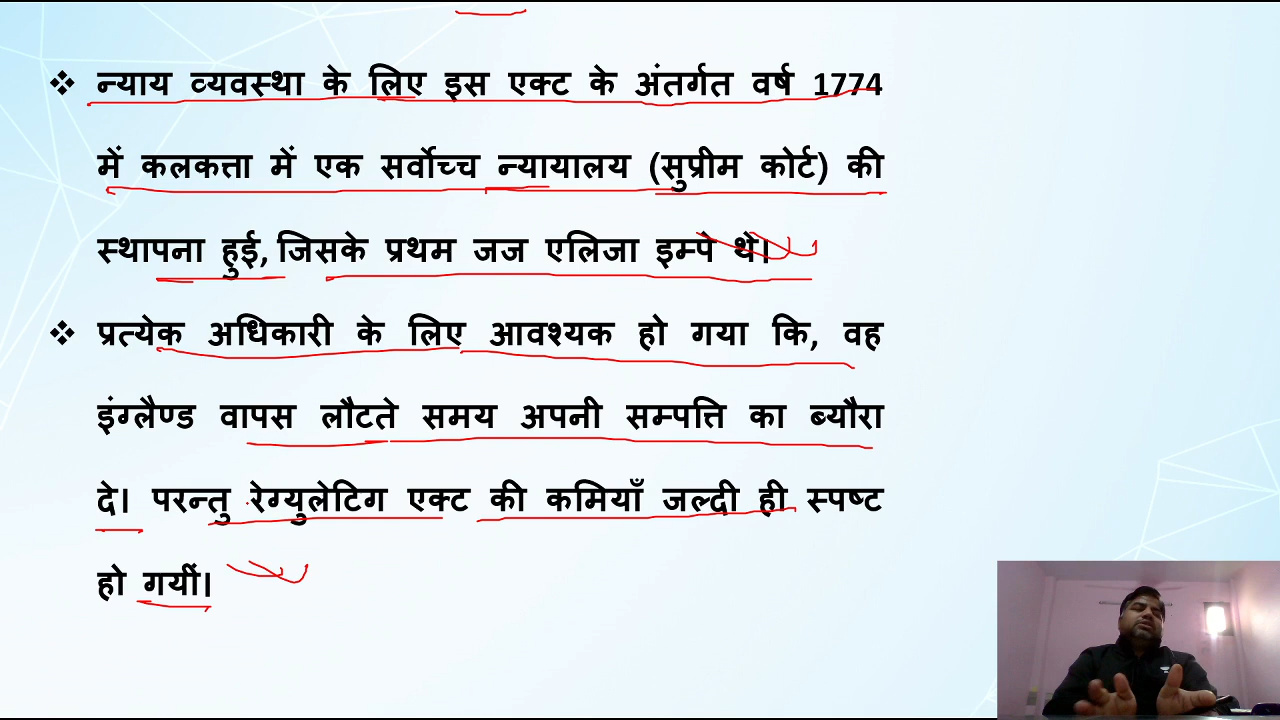 ❖ न्याय व्यवस्था के लिए इस एक्ट के अंतर्गत वर्ष 1774
में कलकत्ता में एक सर्वोच्च न्यायालय (सुप्रीम कोर्ट) की
स्थापना हुई, जिसके प्रथम जज एलिजा इम्पे थे।
❖ प्रत्येक अधिकारी के लिए आवश्यक हो गया कि, वह
इंग्लैण्ड वापस लौटते समय अपनी सम्पत्ति का ब्यौरा
दे। परन्तु रेग्युलेटिग एक्ट की कमियाँ जल्दी ही स्पष्ट
हो गयीं।